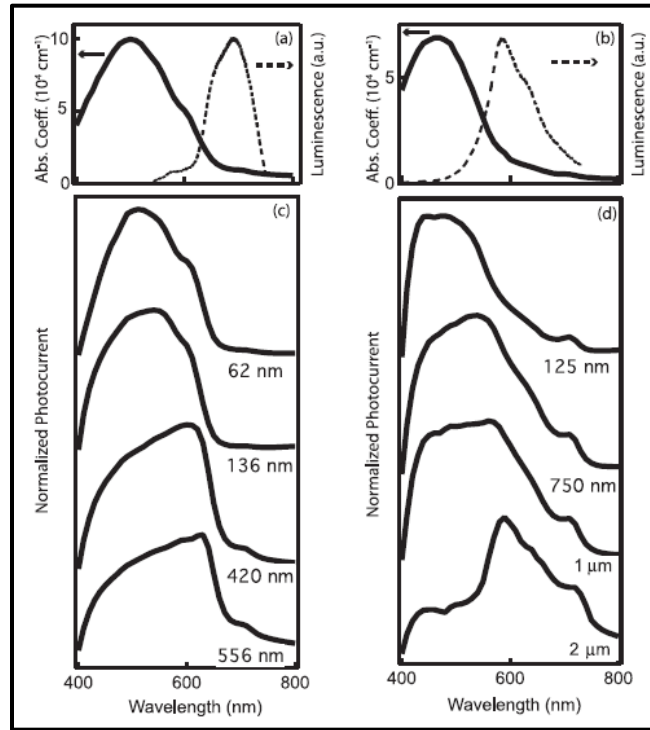 (a)
10
5
0
Abs. Coeff. (10⁴ cm⁻¹)
Luminescence (a.u.)
(b)
5
0
Abs. Coeff. (10⁴ cm⁻¹)
Luminescence (a.u.)
(c)
Normalized Photocurrent
62 nm
136 nm
420 nm
556 nm
400 600 800
Wavelength (nm)
(d)
Normalized Photocurrent
125 nm
750 nm
1 μm
2 μm
400 600 800
Wavelength (nm)